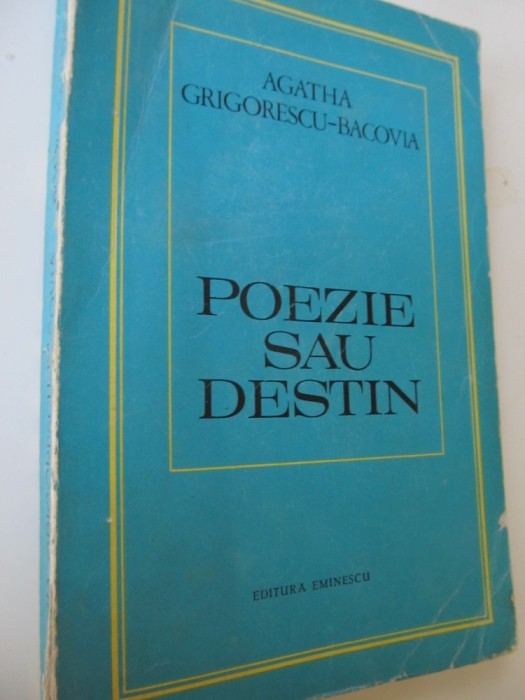 AGATHA
GRIGORESCU-BACOVIA
POEZIE
SAU
DESTIN
EDITURA EMINESCU